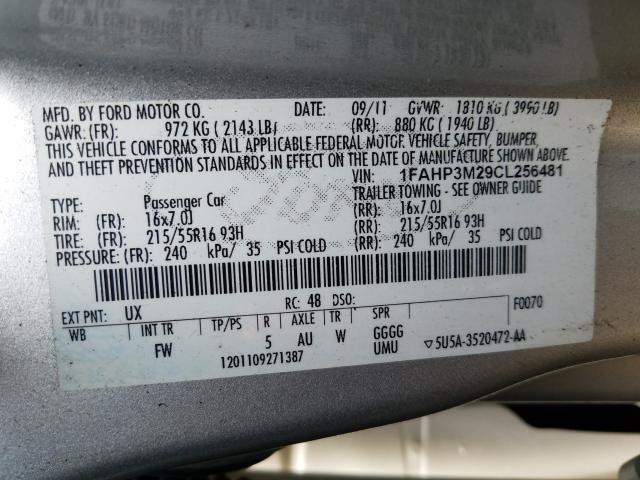 MFD. BY FORD MOTOR CO. DATE: 09/11 GVWR: 1810 KG ( 3990 LB)
GAWR: (FR): 972 KG ( 2143 LB) (RR): 880 KG ( 1940 LB)
THIS VEHICLE CONFORMS TO ALL APPLICABLE FEDERAL MOTOR VEHICLE SAFETY, BUMPER,
AND THEFT PREVENTION STANDARDS IN EFFECT ON THE DATE OF MANUFACTURE SHOWN ABOVE.
VIN: 1FAHP3M29CL256481
TYPE: Passenger Car TRAILER TOWING - SEE OWNER GUIDE
RIM: (FR): 16x7.0J (RR): 16x7.0J
TIRE: (FR): 215/55R16 93H (RR): 215/55R16 93H
PRESSURE: (FR): 240 kPa/ 35 PSI COLD (RR): 240 kPa/ 35 PSI COLD
EXT PNT: UX RC: 48 DSO: F0070
WB INT TR TP/PS R AXLE TR SPR
FW 5 AU W GGGG
UMU ▽5U5A-3520472-AA
1201109271387